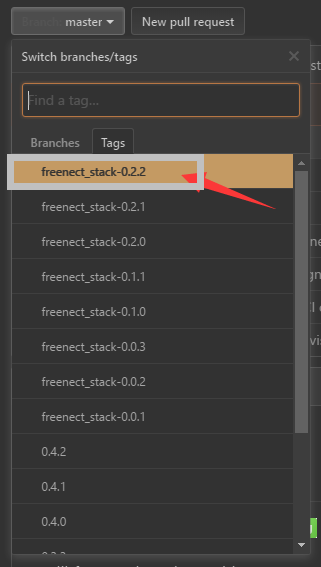 Branch: master
New pull request
Switch branches/tags
Find a tag...
Branches
Tags
freenect_stack-0.2.2
freenect_stack-0.2.1
freenect_stack-0.2.0
freenect_stack-0.1.1
freenect_stack-0.1.0
freenect_stack-0.0.3
freenect_stack-0.0.2
freenect_stack-0.0.1
0.4.2
0.4.1
0.4.0